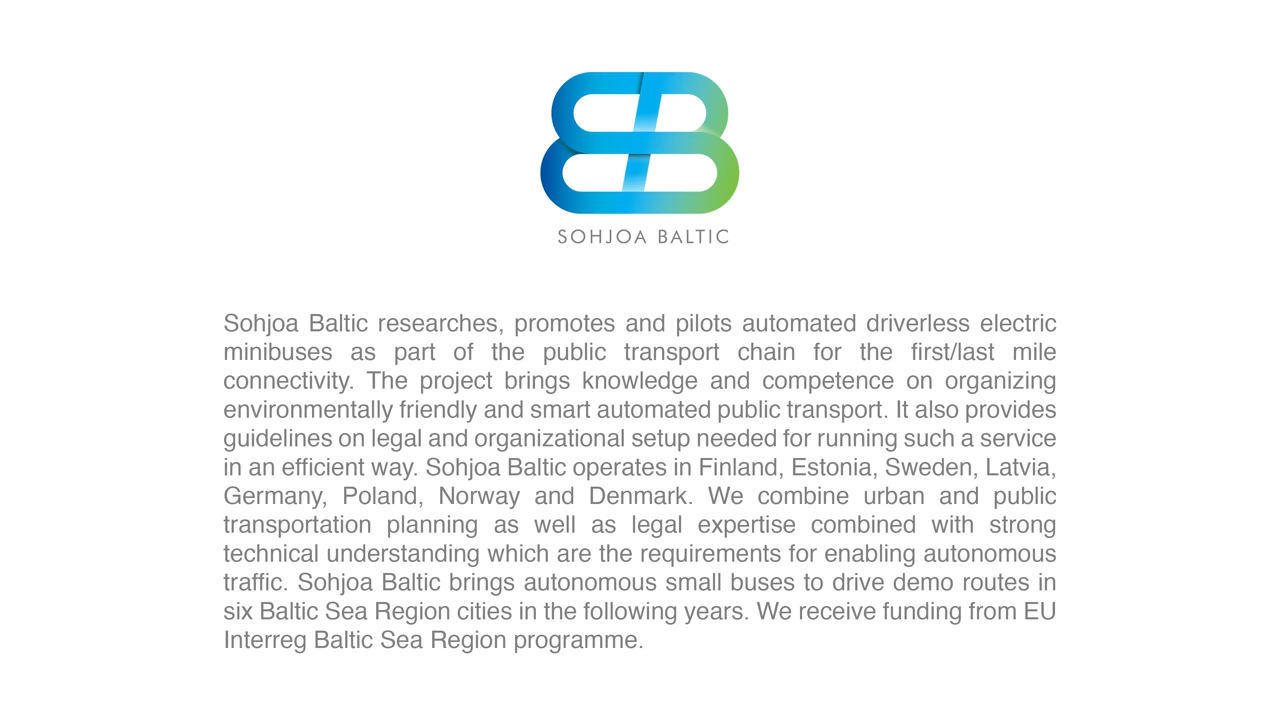 SOHJOA BALTIC
Sohjoa Baltic researches, promotes and pilots automated driverless electric
minibuses as part of the public transport chain for the first/last mile
connectivity. The project brings knowledge and competence on organizing
environmentally friendly and smart automated public transport. It also provides
guidelines on legal and organizational setup needed for running such a service
in an efficient way. Sohjoa Baltic operates in Finland, Estonia, Sweden, Latvia,
Germany, Poland, Norway and Denmark. We combine urban and public
transportation planning as well as legal expertise combined with strong
technical understanding which are the requirements for enabling autonomous
traffic. Sohjoa Baltic brings autonomous small buses to drive demo routes in
six Baltic Sea Region cities in the following years. We receive funding from EU
Interreg Baltic Sea Region programme.